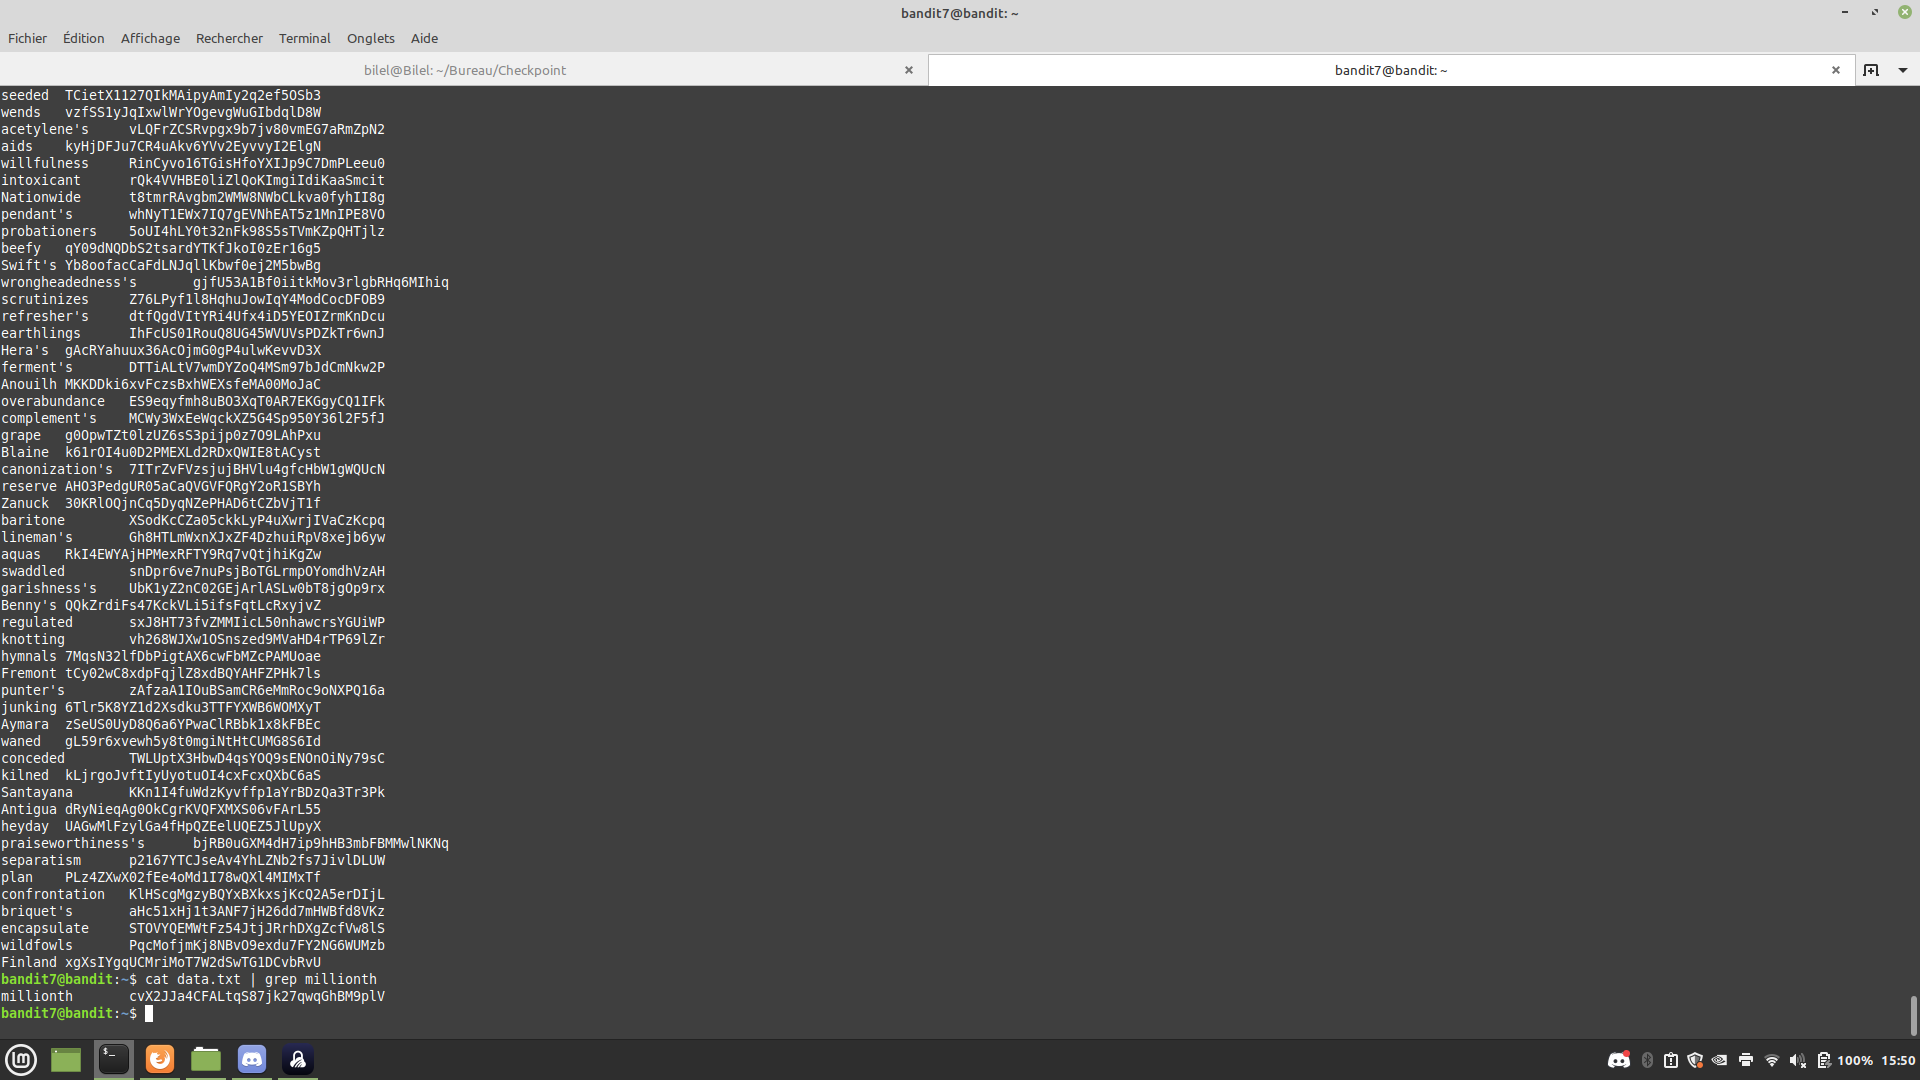 bandit7@bandit: ~
Fichier Édition Affichage Rechercher Terminal Onglets Aide
bilel@Bilel: ~/Bureau/Checkpoint
bandit7@bandit: ~
seeded TCietX1127QIkMAipyAmIy2q2ef5OSb3
wends vzfSS1yJqIxwlWrYOgevgWuGIbdqlD8W
acetylene's vLQFrZCSRvpgx9b7jv80vmEG7aRmZpN2
aids kyHjDFJu7CR4uAkv6YVv2EyvvyI2ElgN
willfulness RinCyvo16TGisHfoYXIJp9C7DmPLeeu0
intoxicant rQk4VVHBE0liZlQoKImgiIdiKaaSmcit
Nationwide t8tmrRAvgbm2WMW8NWbCLkva0fyhII8g
pendant's whNyT1EWx7IQ7gEVNhEAT5z1MnIPE8VO
probationers 5oUI4hLY0t32nFk98S5sTVmKZpQHTjlz
beefy qY09dNQDbS2tsardYTKfJkoI0zEr16g5
Swift's Yb8oofacCaFdLNJqllKbwf0ej2M5bwBg
wrongheadedness's gjfU53A1Bf0iitkMov3rlgbRHq6MIhiq
scrutinizes Z76LPyf1l8HqhuJowIqY4ModCocDFOB9
refresher's dtfQgdVItYRi4Ufx4iD5YEOIZrmKnDcu
earthlings IhFcUS01RouQ8UG45WVUVsPDZkTr6wnJ
Hera's gAcRYahuux36AcOjmG0gP4ulwKevvD3X
ferment's DTTiALtV7wmDYZoQ4MSm97bJdCmNkw2P
Anouilh MKKDDki6xvFczsBxhWEXsfeMA00MoJaC
overabundance ES9eqyfmh8uBO3XqT0AR7EKGgyCQ1IFk
complement's MCWy3WxEeWqckXZ5G4Sp950Y36l2F5fJ
grape g0OpwTZt0lzUZ6sS3pijp0z7O9LAhPxu
Blaine k61rOI4u0D2PMEXLd2RDxQWIE8tACyst
canonization's 7ITrZvFVzsjujBHVlu4gfcHbW1gWQUcN
reserve AHO3PedgUR05aCaQVGVFQRgY2oR1SBYh
Zanuck 30KRlOQjnCq5DyqNZePHAD6tCZbVjT1f
baritone XSodKcCZa05ckkLyP4uXwrjIVaCzKcpq
lineman's Gh8HTLmWxnXJxZF4DzhuiRpV8xejb6yw
aquas RkI4EWYAjHPMexRFTY9Rq7vQtjhiKgZw
swaddled snDpr6ve7nuPsjBoTGLrmpOYomdhVzAH
garishness's UbK1yZ2nC02GEjArlASLw0bT8jgOp9rx
Benny's QQkZrdiFs47KckVLi5ifsFqtLcRxyjvZ
regulated sxJ8HT73fvZMMIicL50nhawcrsYGUiWP
knotting vh268WJXw1OSnszed9MVaHD4rTP69lZr
hymnals 7MqsN32lfDbPigtAX6cwFbMZcPAMUoae
Fremont tCy02wC8xdpFqjlZ8xdBQYAHFZPHk7ls
punter's zAfzaA1IOuBSamCR6eMmRoc9oNXPQ16a
junking 6Tlr5K8YZ1d2Xsdku3TTFYXWB6WOMXyT
Aymara zSeUS0UyD8Q6a6YPwaClRBbk1x8kFBEc
waned gL59r6xvewh5y8t0mgiNtHtCUMG8S6Id
conceded TWLUptX3HbwD4qsYOQ9sENOnOiNy79sC
kilned kLjrgoJvftIyUyotuOI4cxFcxQXbC6aS
Santayana KKn1I4fuWdzKyvffp1aYrBDzQa3Tr3Pk
Antigua dRyNieqAg0OkCgrKVQFXMXS06vFArL55
heyday UAGwMlFzylGa4fHpQZEelUQEZ5JlUpyX
praiseworthiness's bjRB0uGXM4dH7ip9hHB3mbFBMMwlNKNq
separatism p2167YTCJseAv4YhLZNb2fs7JivlDLUW
plan PLz4ZXwX02fEe4oMd1I78wQXl4MIMxTf
confrontation KlHScgMgzyBQYxBXkxsjKcQ2A5erDIjL
briquet's aHc51xHj1t3ANF7jH26dd7mHWBfd8VKz
encapsulate STOVYQEMWtFz54JtjJRrhDXgZcfVw8lS
wildfowls PqcMofjmKj8NBvO9exdu7FY2NG6WUMzb
Finland xgXsIYgqUCMriMoT7W2dSwTG1DCvbRvU
bandit7@bandit:~$ cat data.txt | grep millionth
millionth cvX2JJa4CFALtqS87jk27qwqGhBM9plV
bandit7@bandit:~$
100% 15:50